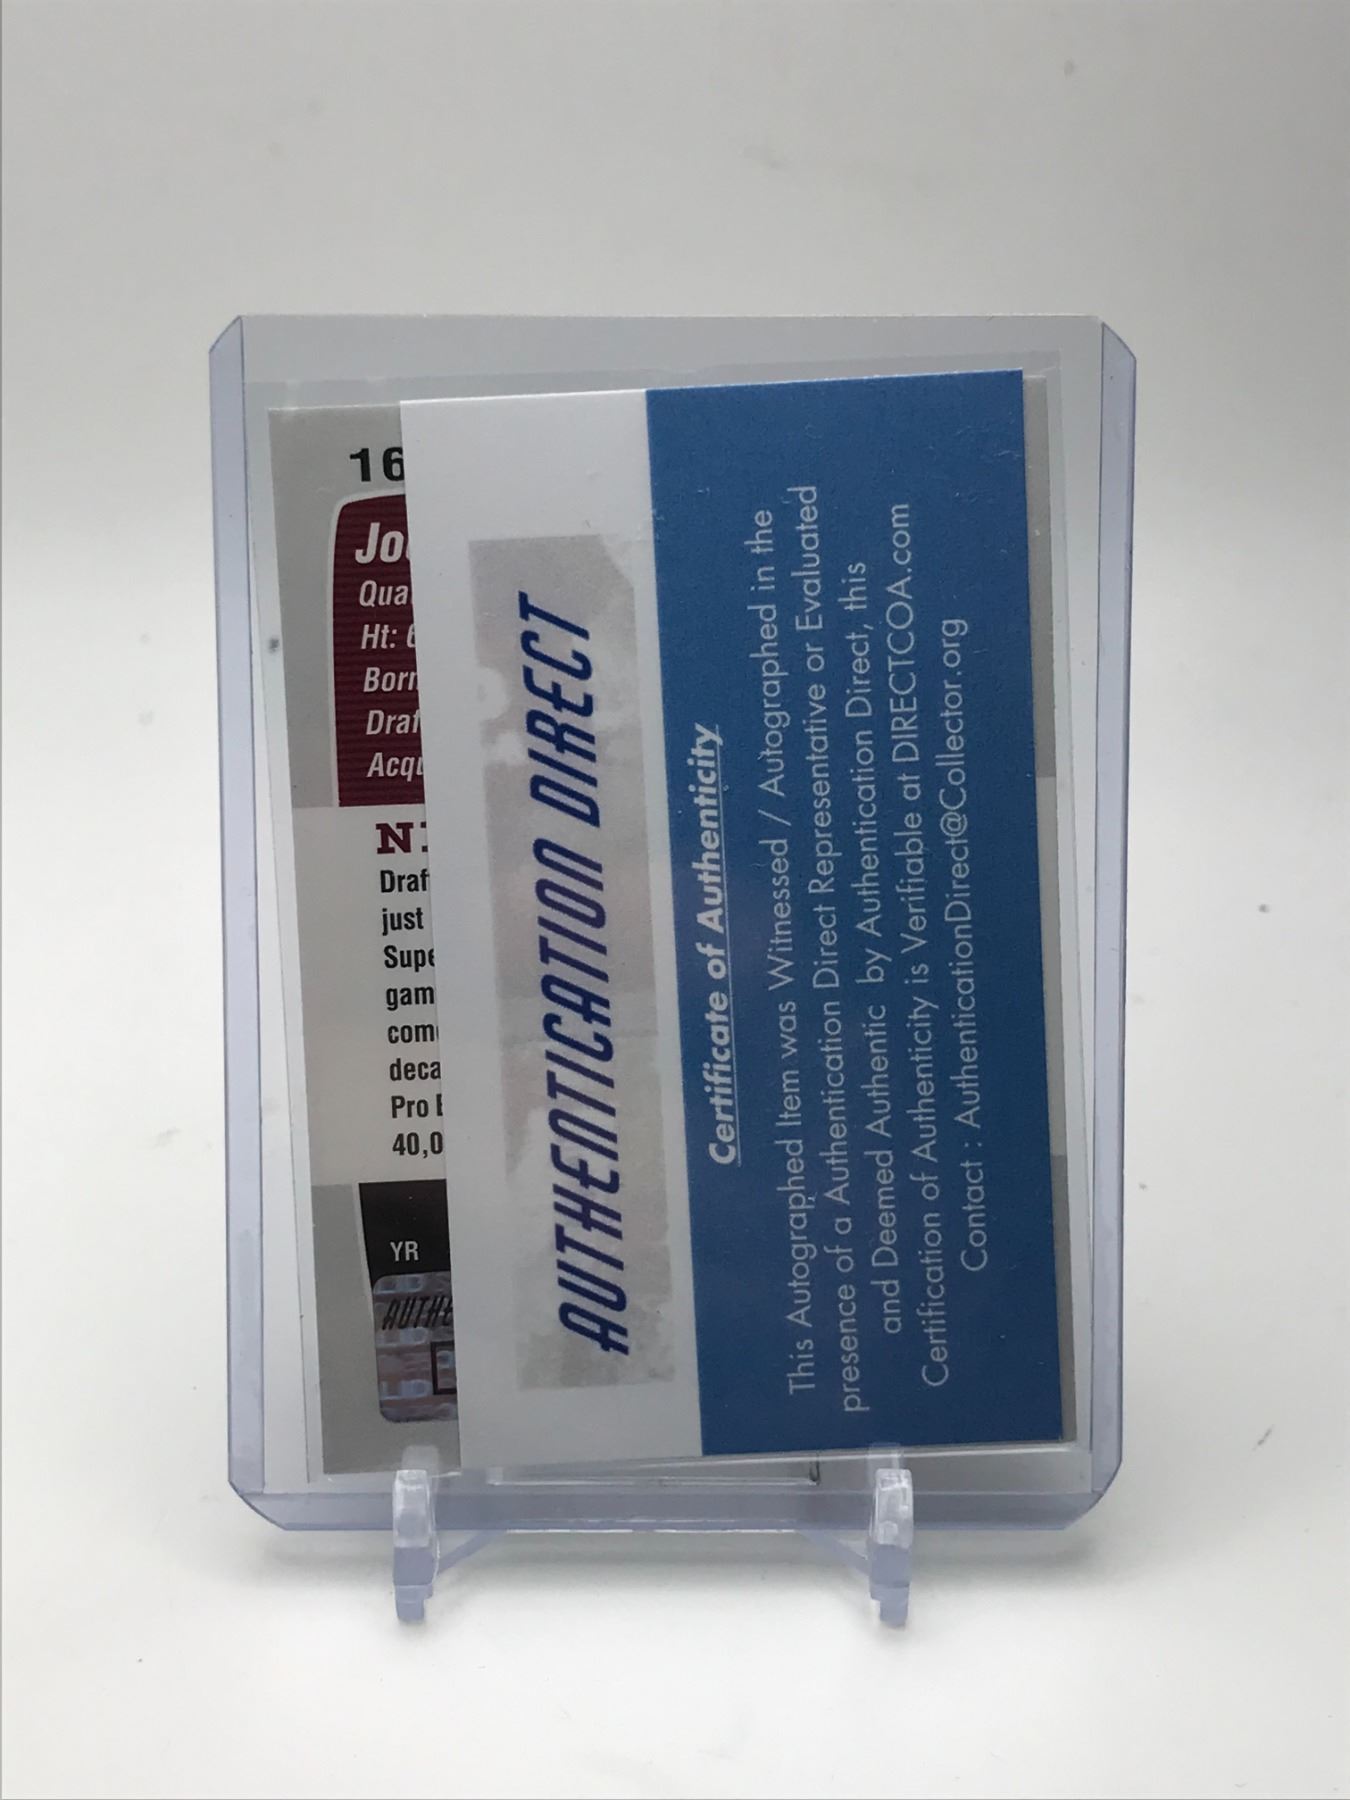 16
Jo
Qua
Ht: 6
Born
Draf
Acqu
Draf
just
Supe
gam
com
deca
Pro B
40,0
YR
AUTHE
AUTHENTICATION DIRECT
Certificate of Authenticity
This Autographed Item was Witnessed / Autographed in the
presence of a Authentication Direct Representative or Evaluated
and Deemed Authentic by Authentication Direct, this
Certification of Authenticity is Verifiable at DIRECTCOA.com
Contact : AuthenticationDirect@Collector.org